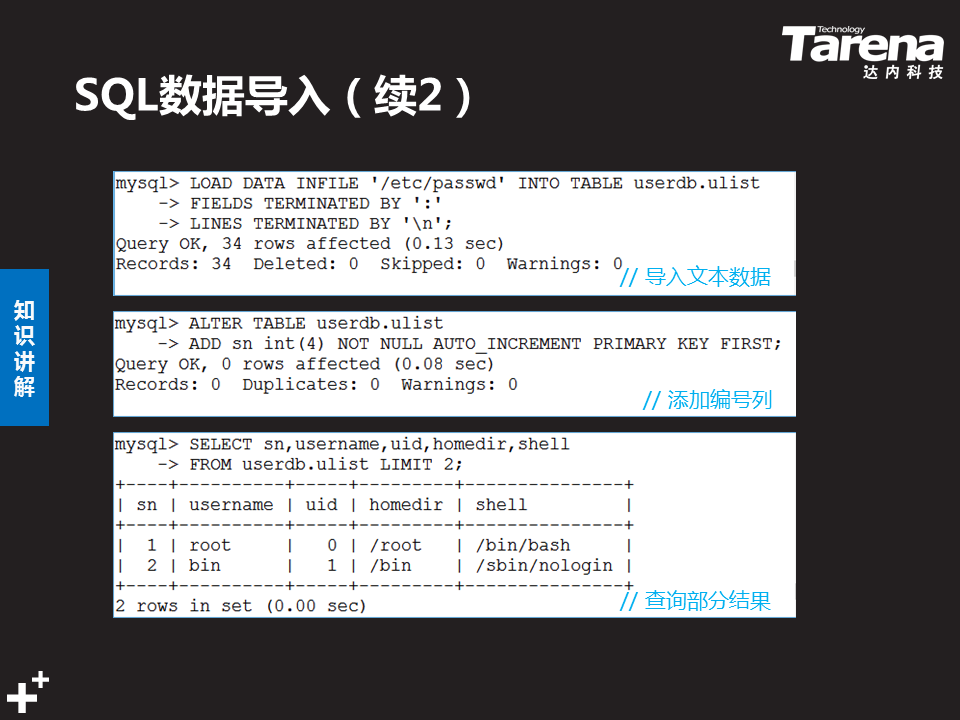 Technology
Tarena
达内科技
SQL数据导入（续2）
知识讲解
mysql> LOAD DATA INFILE '/etc/passwd' INTO TABLE userdb.ulist
    -> FIELDS TERMINATED BY ':'
    -> LINES TERMINATED BY '\n';
Query OK, 34 rows affected (0.13 sec)
Records: 34  Deleted: 0  Skipped: 0  Warnings: 0
// 导入文本数据
mysql> ALTER TABLE userdb.ulist
    -> ADD sn int(4) NOT NULL AUTO_INCREMENT PRIMARY KEY FIRST;
Query OK, 0 rows affected (0.08 sec)
Records: 0  Duplicates: 0  Warnings: 0
// 添加编号列
mysql> SELECT sn,username,uid,homedir,shell
    -> FROM userdb.ulist LIMIT 2;
+----+----------+-----+---------+---------------+
| sn | username | uid | homedir | shell         |
+----+----------+-----+---------+---------------+
|  1 | root     |   0 | /root   | /bin/bash     |
|  2 | bin      |   1 | /bin    | /sbin/nologin |
+----+----------+-----+---------+---------------+
2 rows in set (0.00 sec)
// 查询部分结果